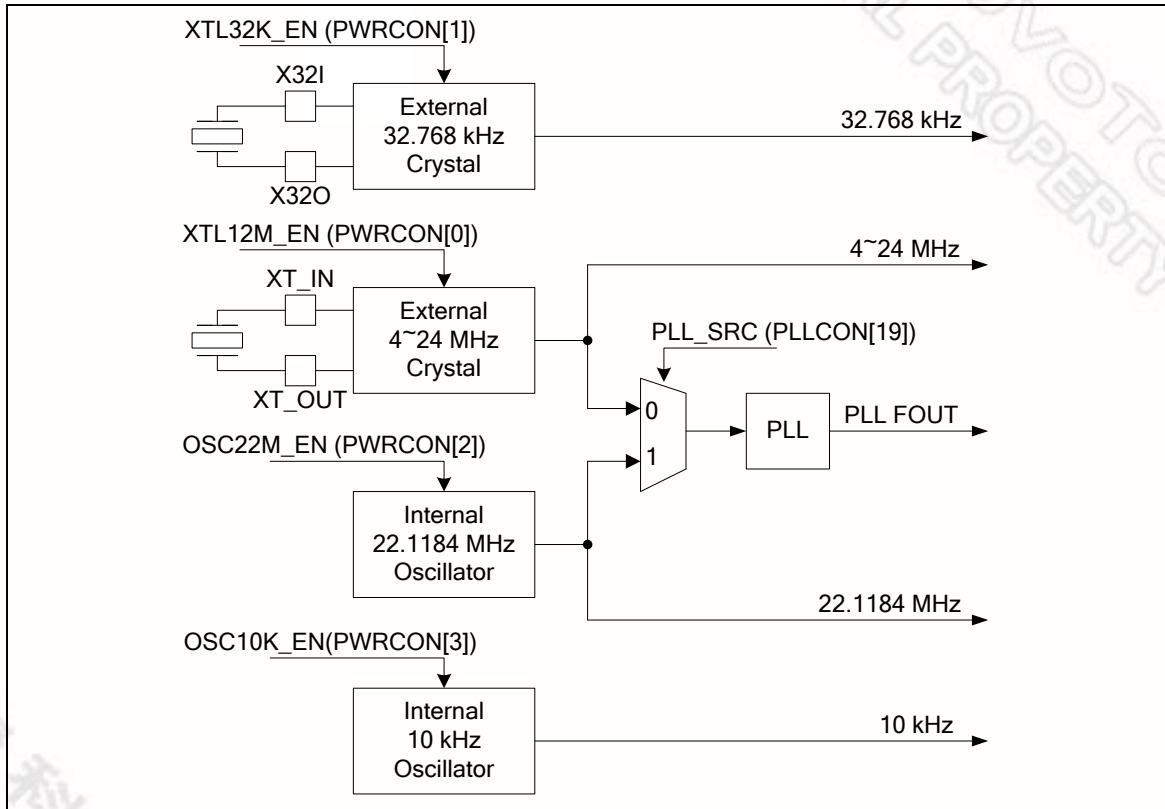 XTL32K_EN (PWRCON[1])
X32I
External
32.768 kHz
Crystal
32.768 kHz
X32O
XTL12M_EN (PWRCON[0])
4~24 MHz
XT_IN
External
4~24 MHz
Crystal
PLL_SRC (PLLCON[19])
XT_OUT
0
1
PLL
PLL FOUT
OSC22M_EN (PWRCON[2])
Internal
22.1184 MHz
Oscillator
22.1184 MHz
OSC10K_EN(PWRCON[3])
Internal
10 kHz
Oscillator
10 kHz
PROPERTY